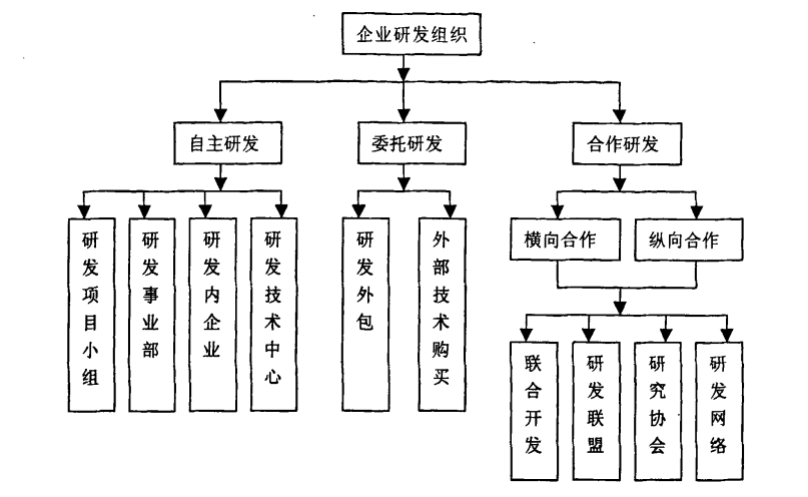 企业研发组织
自主研发
委托研发
合作研发
横向合作
纵向合作
研发项目小组
研发事业部
研发内企业
研发技术中心
研发外包
外部技术购买
联合开发
研发联盟
研究协会
研发网络